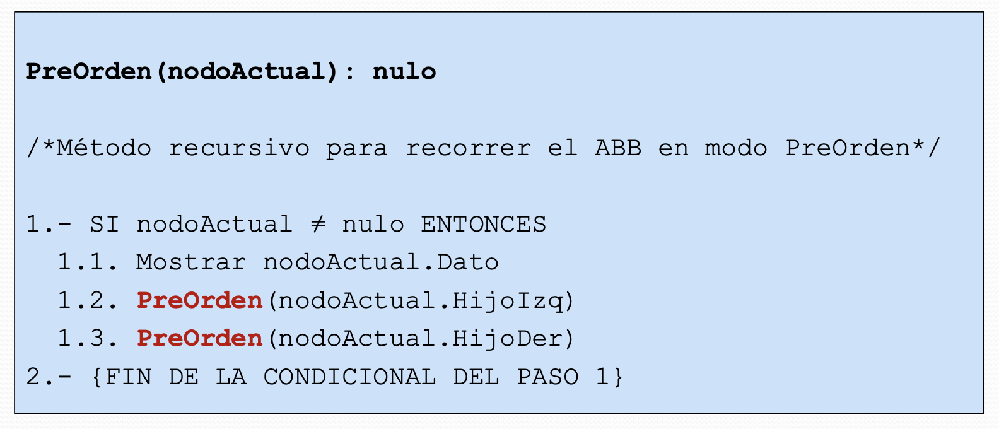 PreOrden(nodoActual): nulo
/*Método recursivo para recorrer el ABB en modo PreOrden*/
1.- SI nodoActual ≠ nulo ENTONCES
1.1. Mostrar nodoActual.Dato
1.2. PreOrden(nodoActual.HijoIzq)
1.3. PreOrden(nodoActual.HijoDer)
2.- {FIN DE LA CONDICIONAL DEL PASO 1}